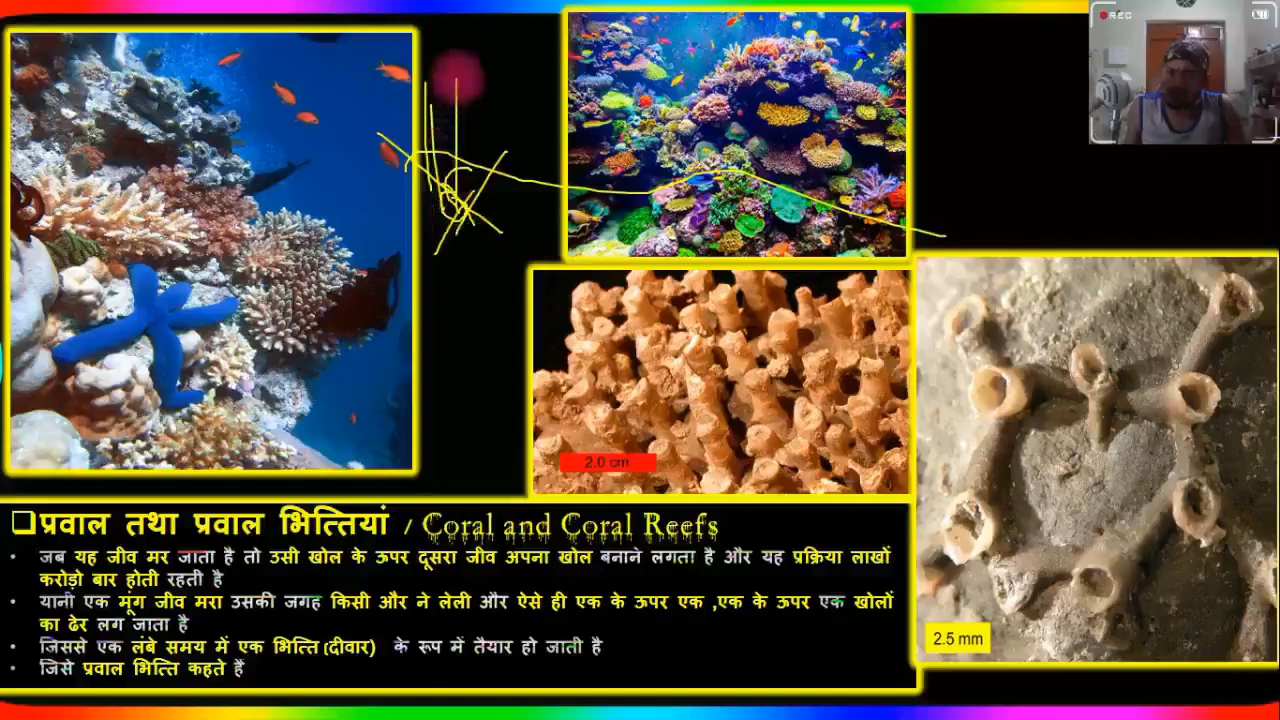 REC
2.0 cm
2.5 mm
प्रवाल तथा प्रवाल भित्तियां / Coral and Coral Reefs
• जब यह जीव मर जाता है तो उसी खोल के ऊपर दूसरा जीव अपना खोल बनाने लगता है और यह प्रक्रिया लाखों
करोड़ो बार होती रहती है
• यानी एक मूंग जीव मरा उसकी जगह किसी और ने लेली और ऐसे ही एक के ऊपर एक ,एक के ऊपर एक खोलों
का ढेर लग जाता है
• जिससे एक लंबे समय में एक भित्ति (दीवार) के रूप में तैयार हो जाती है
• जिसे प्रवाल भित्ति कहते हैं